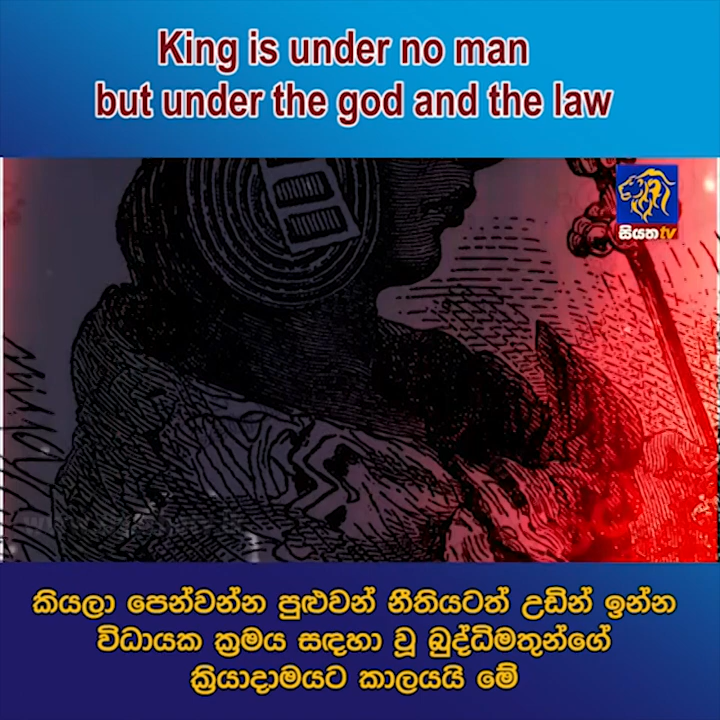 King is under no man
but under the god and the law
සියත tv
කියලා පෙන්වන්න පුළුවන් නීතියටත් උඩින් ඉන්න
විධායක ක්‍රමය සඳහා වූ බුද්ධිමතුන්ගේ
ක්‍රියාදාමයට කාලයයි මේ